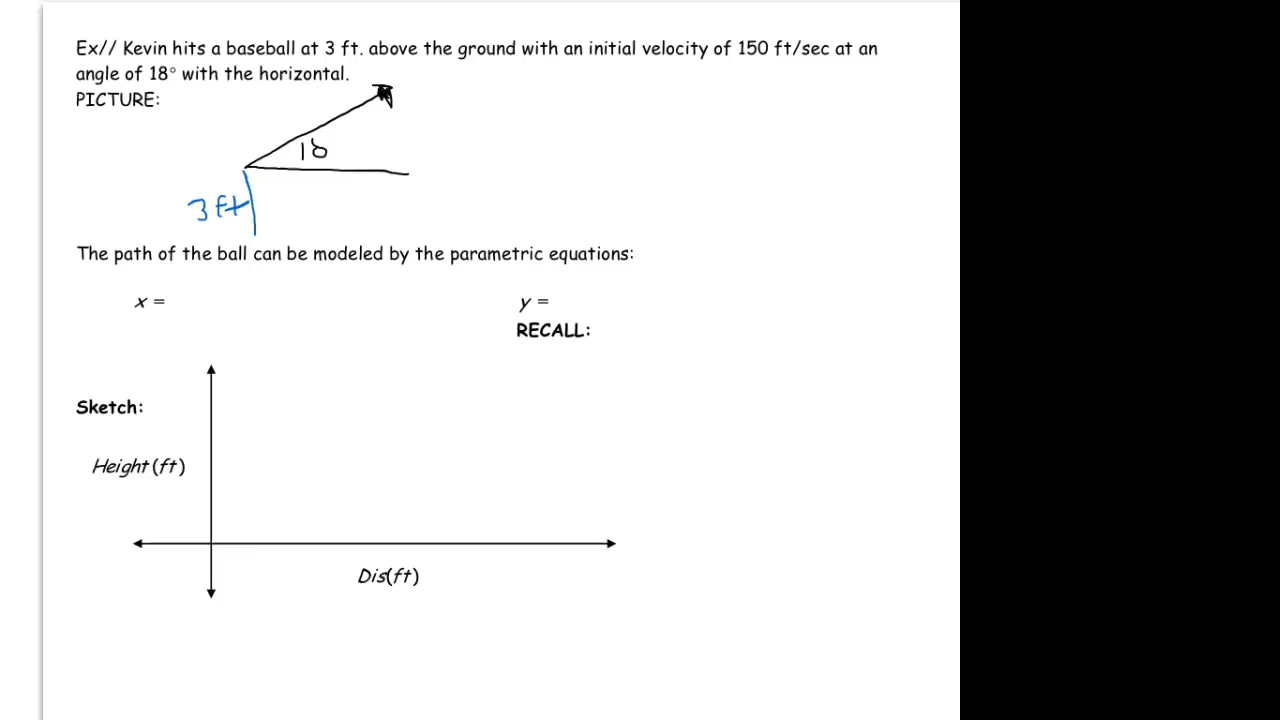 Ex// Kevin hits a baseball at 3 ft. above the ground with an initial velocity of 150 ft/sec at an
angle of 18° with the horizontal.
PICTURE:
18
3 ft
The path of the ball can be modeled by the parametric equations:
x =
y =
RECALL:
Sketch:
Height (ft)
Dis(ft)